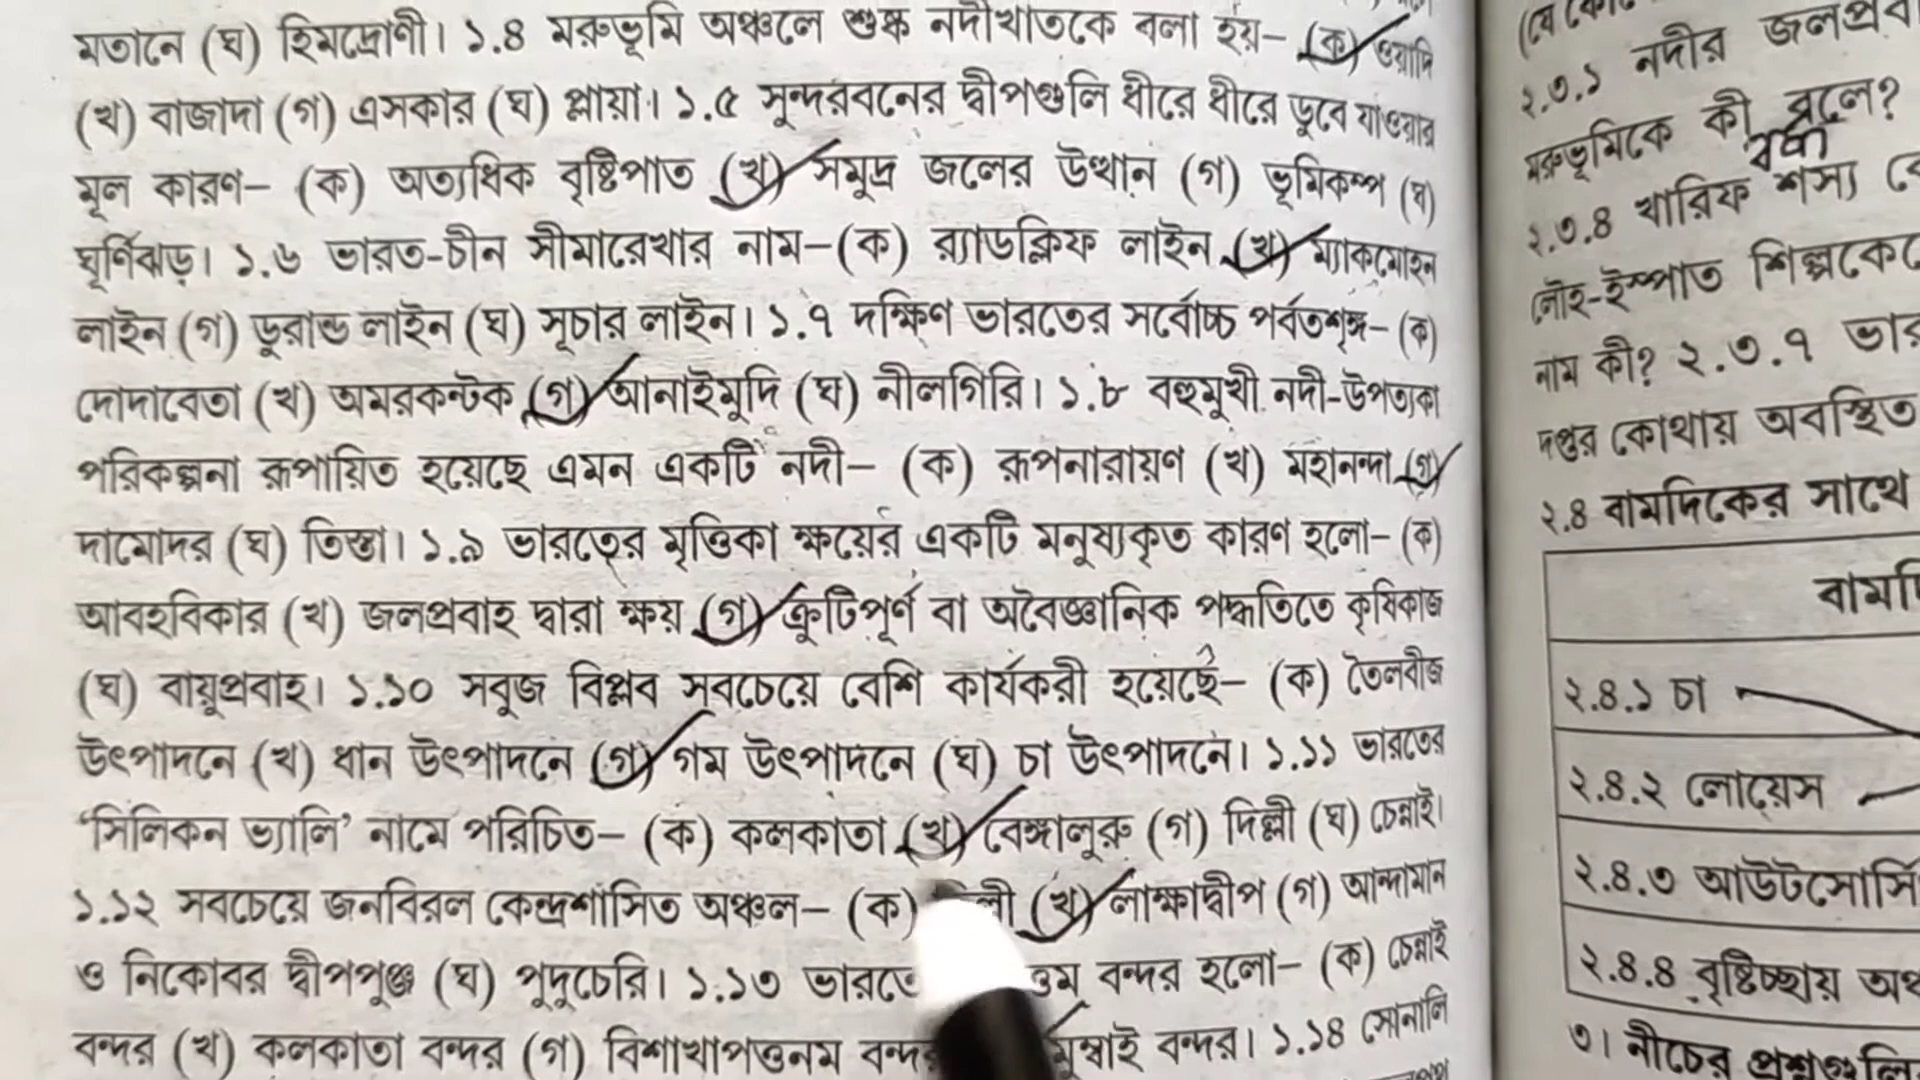 মতানে (ঘ) হিমদ্রোণী। ১.৪ মরুভূমি অঞ্চলে শুষ্ক নদীখাতকে বলা হয়– (ক) ওয়াদি
(খ) বাজাদা (গ) এসকার (ঘ) প্লায়া। ১.৫ সুন্দরবনের দ্বীপগুলি ধীরে ধীরে ডুবে যাওয়ার
মূল কারণ– (ক) অত্যধিক বৃষ্টিপাত (খ) সমুদ্র জলের উত্থান (গ) ভূমিকম্প (ঘ)
ঘূর্ণিঝড়। ১.৬ ভারত-চীন সীমারেখার নাম–(ক) র‍্যাডক্লিফ লাইন (খ) ম্যাকমোহন
লাইন (গ) ডুরান্ড লাইন (ঘ) সূচার লাইন। ১.৭ দক্ষিণ ভারতের সর্বোচ্চ পর্বতশৃঙ্গ– (ক)
দোদাবেতা (খ) অমরকন্টক (গ) আনাইমুদি (ঘ) নীলগিরি। ১.৮ বহুমুখী নদী-উপত্যকা
পরিকল্পনা রূপায়িত হয়েছে এমন একটি নদী– (ক) রূপনারায়ণ (খ) মহানন্দা (গ)
দামোদর (ঘ) তিস্তা। ১.৯ ভারতের মৃত্তিকা ক্ষয়ের একটি মনুষ্যকৃত কারণ হলো– (ক)
আবহবিকার (খ) জলপ্রবাহ দ্বারা ক্ষয় (গ) ত্রুটিপূর্ণ বা অবৈজ্ঞানিক পদ্ধতিতে কৃষিকাজ
(ঘ) বায়ুপ্রবাহ। ১.১০ সবুজ বিপ্লব সবচেয়ে বেশি কার্যকরী হয়েছে– (ক) তৈলবীজ
উৎপাদনে (খ) ধান উৎপাদনে (গ) গম উৎপাদনে (ঘ) চা উৎপাদনে। ১.১১ ভারতের
‘সিলিকন ভ্যালি’ নামে পরিচিত– (ক) কলকাতা (খ) বেঙ্গালুরু (গ) দিল্লী (ঘ) চেন্নাই।
১.১২ সবচেয়ে জনবিরল কেন্দ্রশাসিত অঞ্চল– (ক) (খ) লাক্ষাদ্বীপ (গ) আন্দামান
ও নিকোবর দ্বীপপুঞ্জ (ঘ) পুদুচেরি। ১.১৩ বন্দর হলো– (ক) চেন্নাই
বন্দর (খ) কলকাতা বন্দর (গ) বিশাখাপত্তনম মুম্বাই বন্দর। ১.১৪ সোনালি
২.৩.১ নদীর
মরুভূমিকে কী বলে?
২.৩.৪ খারিফ শস্য
লৌহ-ইস্পাত
নাম কী? ২.৩.৭
দপ্তর কোথায় অবস্থিত
২.৪ বামদিকের সাথে
২.৪.১ চা
২.৪.২ লোয়েস
২.৪.৩
২.৪.৪ বৃষ্টিচ্ছায়
৩। নীচের